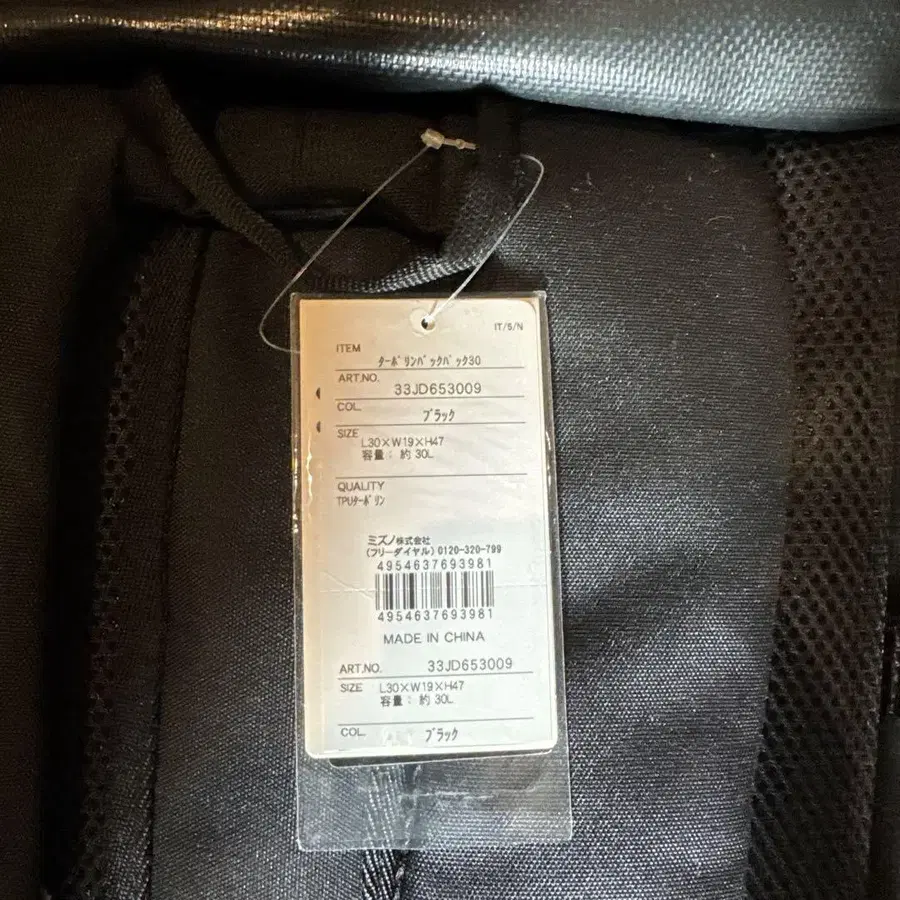 IT/S/N
ITEM
ﾀｰﾎﾟﾘﾝﾊﾞｯｸﾊﾟｯｸ30
ART.NO. 33JD653009
COL. ﾌﾞﾗｯｸ
SIZE L30×W19×H47
容量： 約 30L
QUALITY
TPUﾀｰﾎﾟﾘﾝ
ミズノ株式会社
(フリーダイヤル) 0120-320-799
4954637693981
4954637693981
MADE IN CHINA
ART.NO. 33JD653009
SIZE L30×W19×H47
容量： 約 30L
COL. ﾌﾞﾗｯｸ